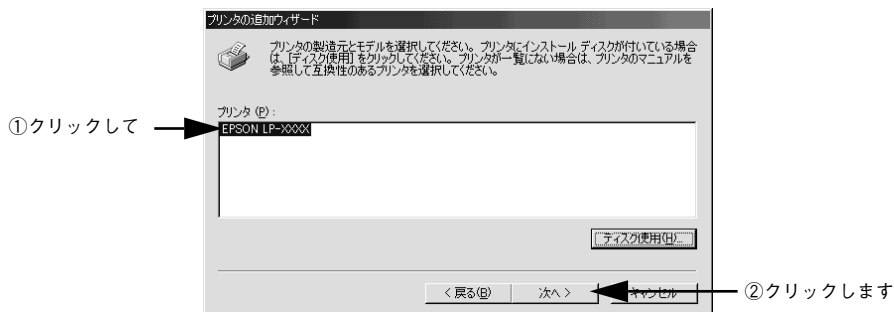 プリンタの追加ウィザード
プリンタの製造元とモデルを選択してください。プリンタにインストール ディスクが付いている場合
は、[ディスク使用] をクリックしてください。プリンタが一覧にない場合は、プリンタのマニュアルを
参照して互換性のあるプリンタを選択してください。
プリンタ (P) :
①クリックして
EPSON LP-XXXX
ディスク使用(H)...
< 戻る(B)
次へ >
キャンセル
②クリックします